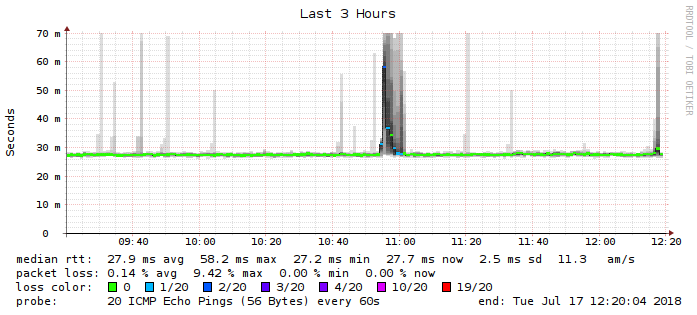 Last 3 Hours
RRDTOOL / TOBI OETIKER
Seconds
70 m
60 m
50 m
40 m
30 m
20 m
10 m
0
09:40 10:00 10:20 10:40 11:00 11:20 11:40 12:00 12:20
median rtt: 27.9 ms avg 58.2 ms max 27.2 ms min 27.7 ms now 2.5 ms sd 11.3 am/s
packet loss: 0.14 % avg 9.42 % max 0.00 % min 0.00 % now
loss color: 0 1/20 2/20 3/20 4/20 10/20 19/20
probe: 20 ICMP Echo Pings (56 Bytes) every 60s end: Tue Jul 17 12:20:04 2018